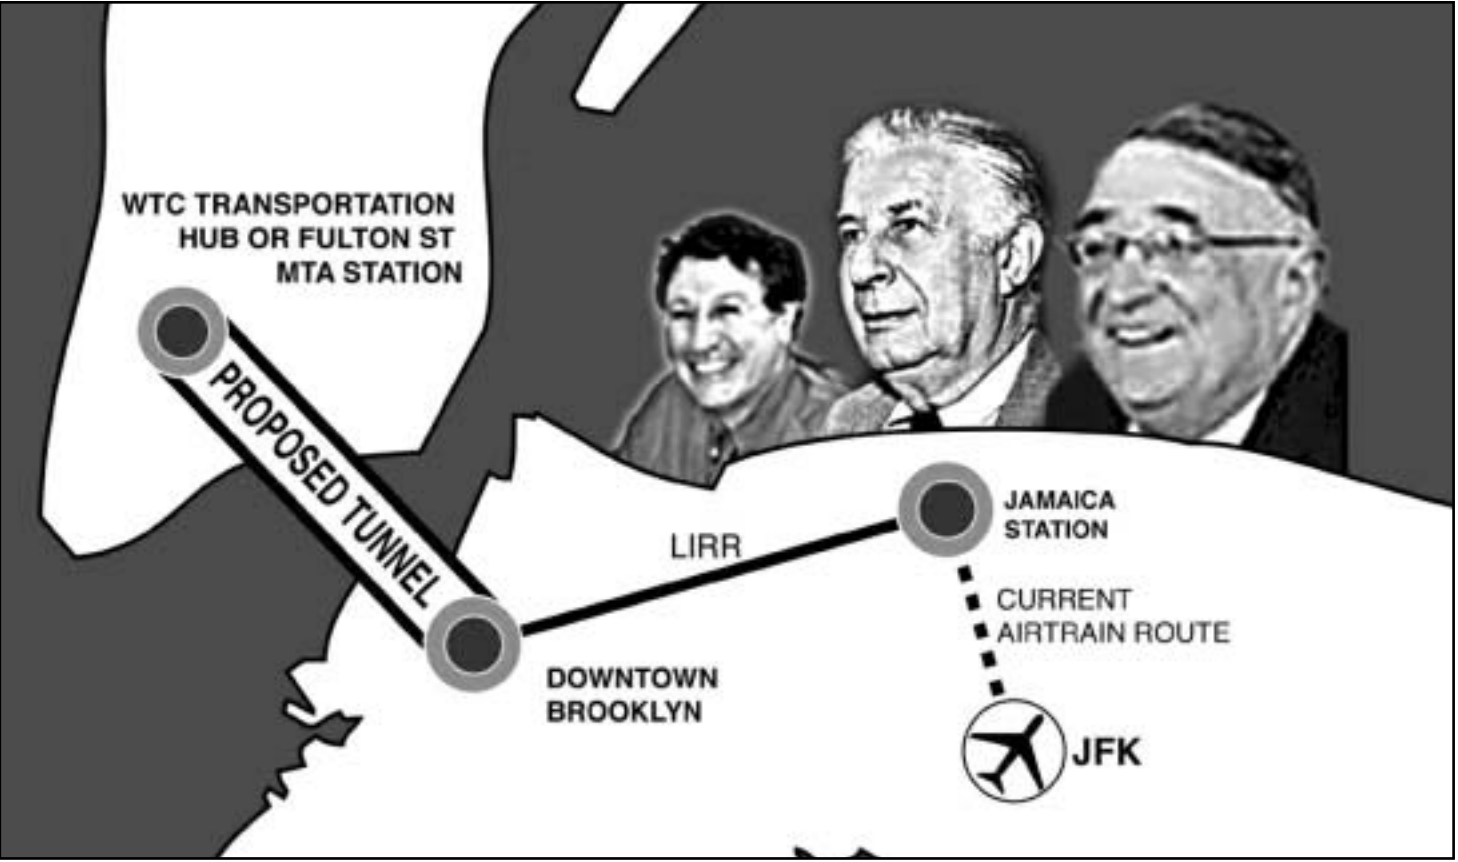 WTC TRANSPORTATION
HUB OR FULTON ST
MTA STATION
PROPOSED TUNNEL
LIRR
JAMAICA
STATION
CURRENT
AIRTRAIN ROUTE
DOWNTOWN
BROOKLYN
JFK